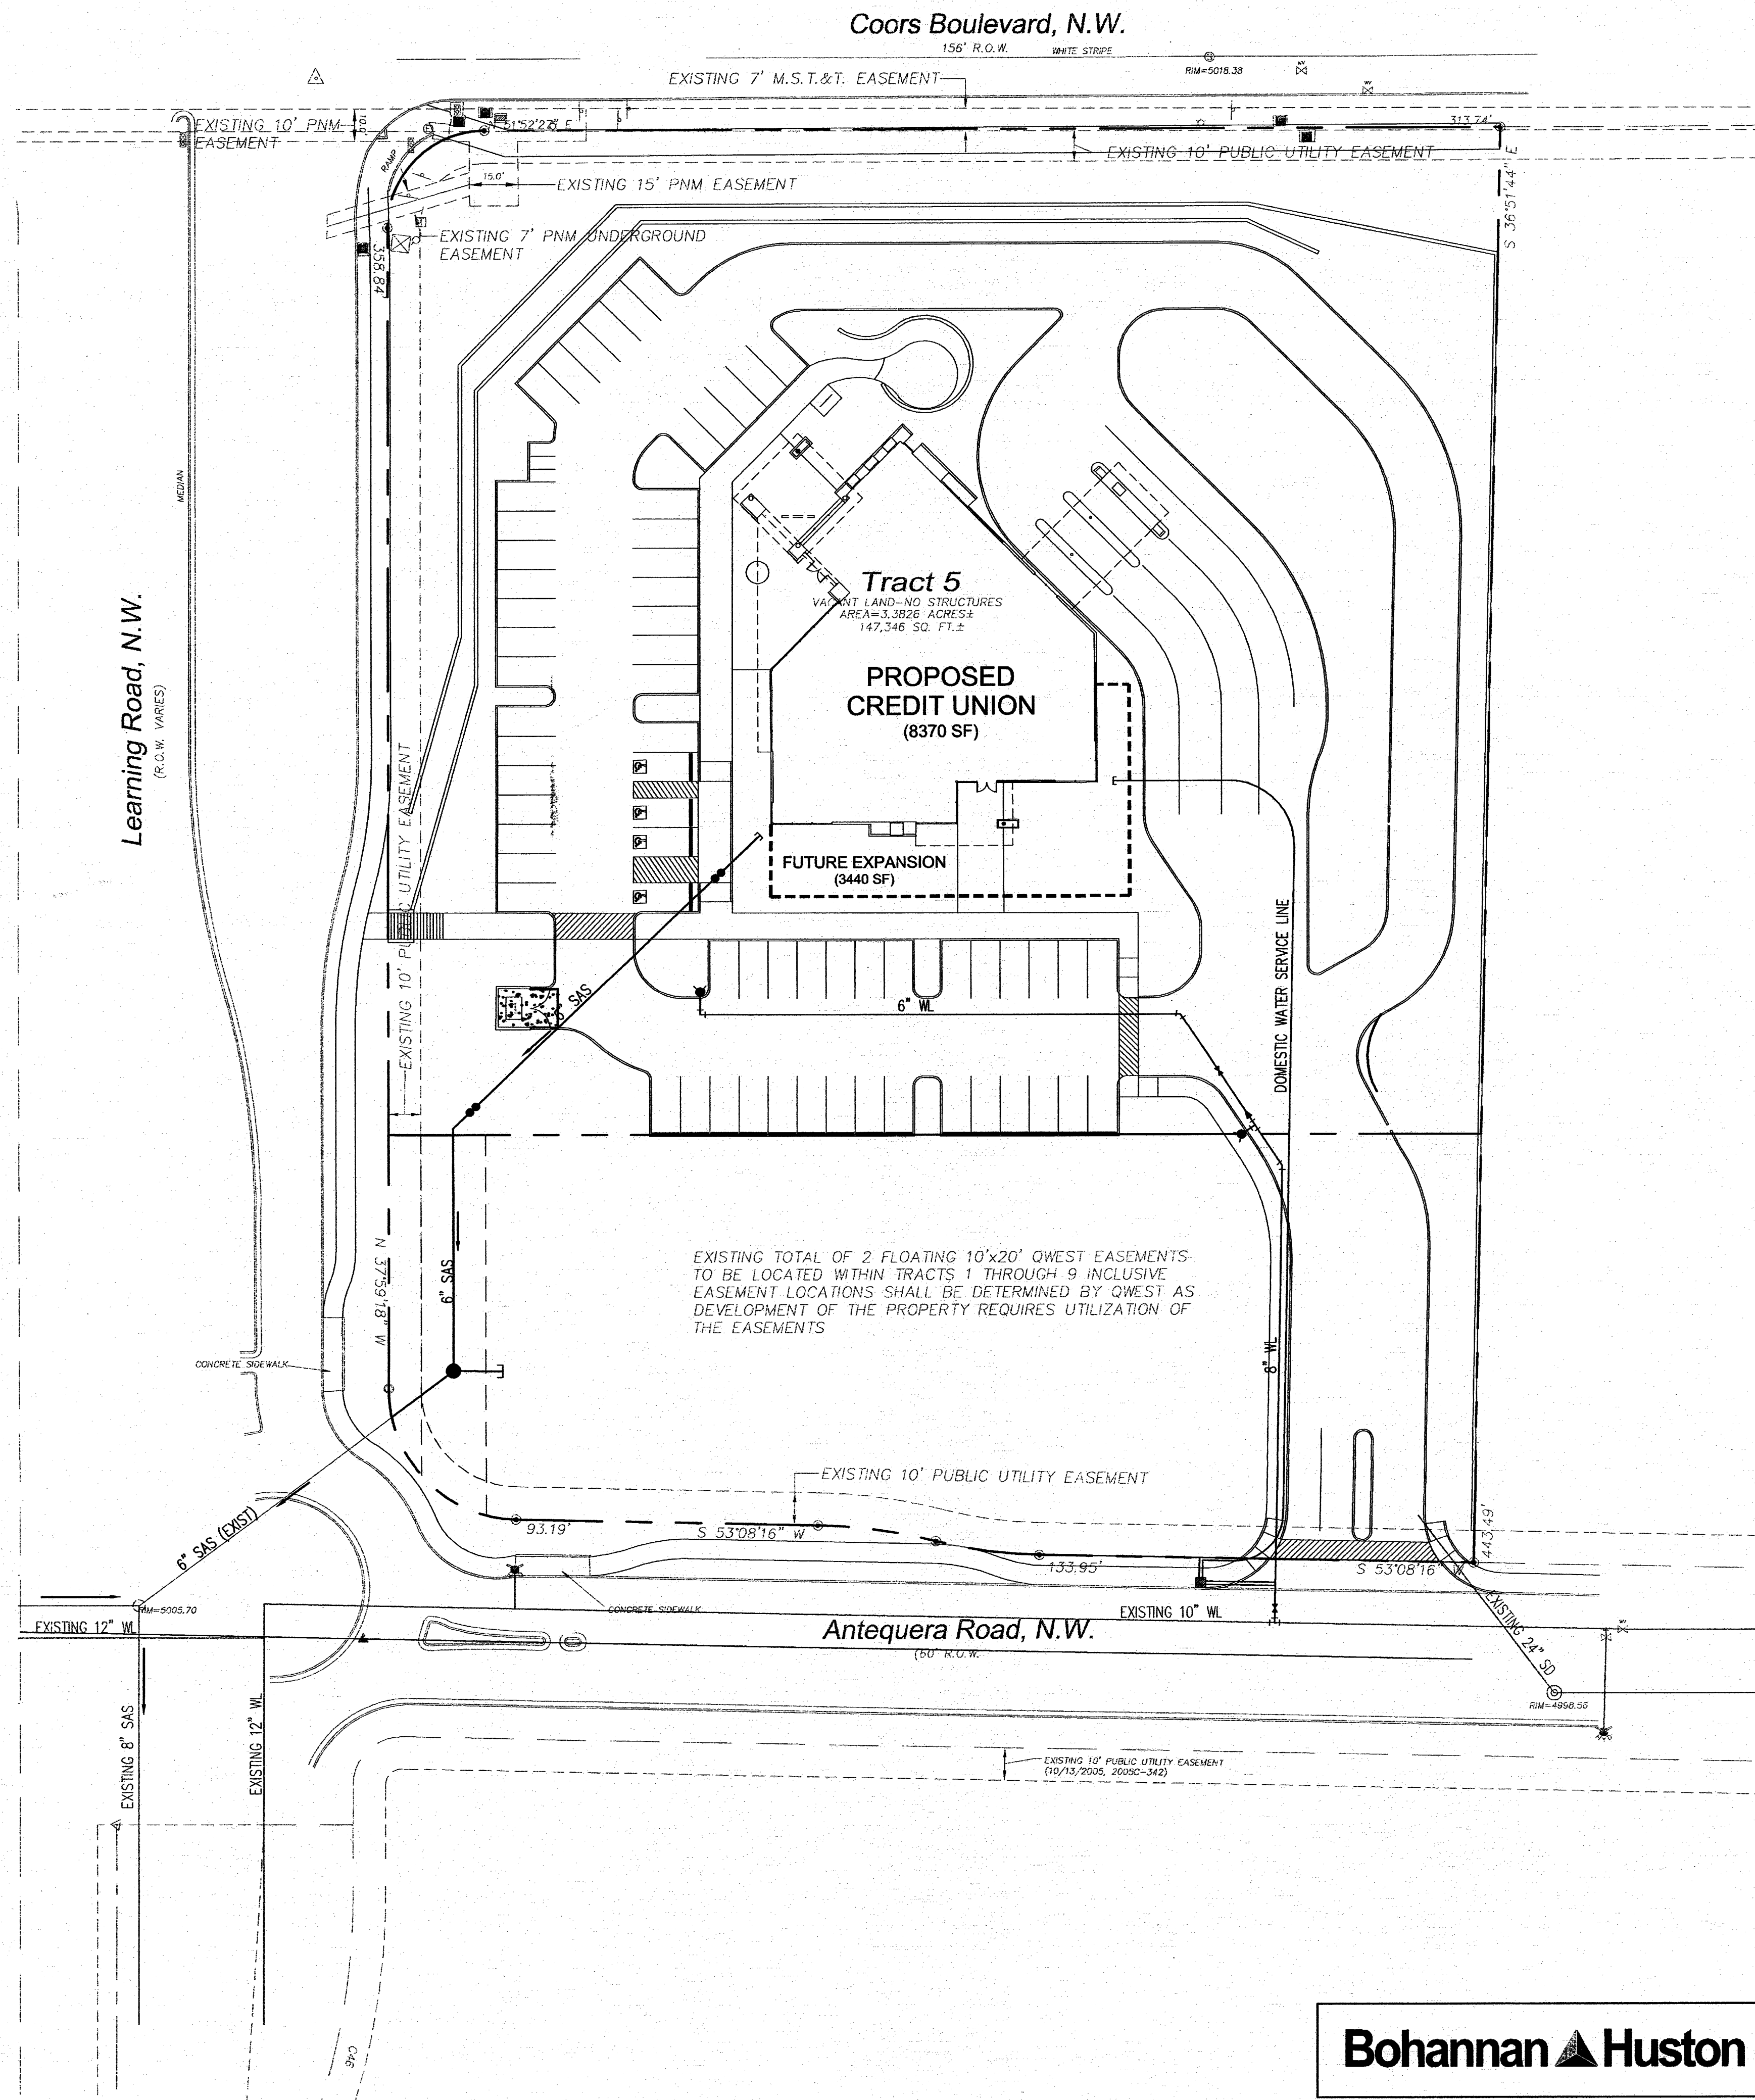 Coors Boulevard, N.W.
156' R.O.W.
WHITE STRIPE
RIM=5018.38
EXISTING 7' M.S.T.&T. EASEMENT
EXISTING 10' PNM
EASEMENT
10.0'
51°52'27" E
313.74'
EXISTING 10' PUBLIC UTILITY EASEMENT
RAMP
15.0'
EXISTING 15' PNM EASEMENT
S 36°51'44" E
EXISTING 7' PNM UNDERGROUND
EASEMENT
358.84'
MEDIAN
Learning Road, N.W.
(R.O.W. VARIES)
Tract 5
VACANT LAND-NO STRUCTURES
AREA=3.3826 ACRES±
147,346 SQ. FT.±
PROPOSED
CREDIT UNION
(8370 SF)
FUTURE EXPANSION
(3440 SF)
EXISTING 10' PUBLIC UTILITY EASEMENT
DOMESTIC WATER SERVICE LINE
SAS
6" WL
N 37°59'18" W
6" SAS
EXISTING TOTAL OF 2 FLOATING 10'x20' QWEST EASEMENTS
TO BE LOCATED WITHIN TRACTS 1 THROUGH 9 INCLUSIVE
EASEMENT LOCATIONS SHALL BE DETERMINED BY QWEST AS
DEVELOPMENT OF THE PROPERTY REQUIRES UTILIZATION OF
THE EASEMENTS
8" WL
CONCRETE SIDEWALK
EXISTING 10' PUBLIC UTILITY EASEMENT
93.19'
S 53°08'16" W
133.95'
S 53°08'16" W
443.49'
6" SAS (EXIST)
RIM=5005.70
EXISTING 12" WL
CONCRETE SIDEWALK
EXISTING 10" WL
Antequera Road, N.W.
(60' R.O.W.
EXISTING 24" SD
RIM=4998.56
EXISTING 8" SAS
EXISTING 12" WL
EXISTING 10' PUBLIC UTILITY EASEMENT
(10/13/2005, 2005C-342)
C46
Bohannan Huston